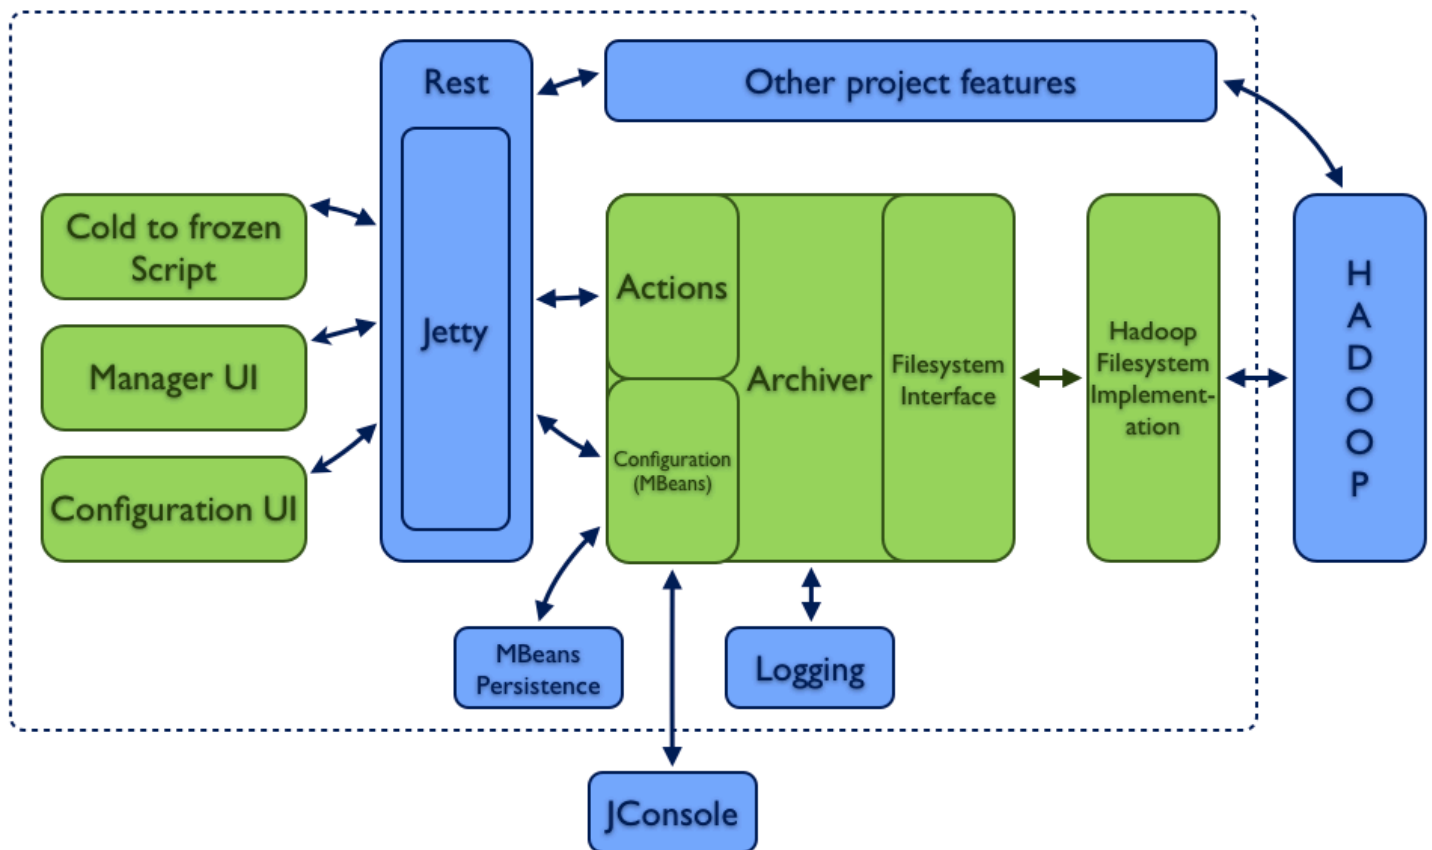 Rest
Other project features
Cold to frozen
Script
Jetty
Manager UI
Configuration UI
Actions
Archiver
Configuration
(MBeans)
Filesystem
Interface
Hadoop
Filesystem
Implement-
ation
H
A
D
O
O
P
MBeans
Persistence
Logging
JConsole